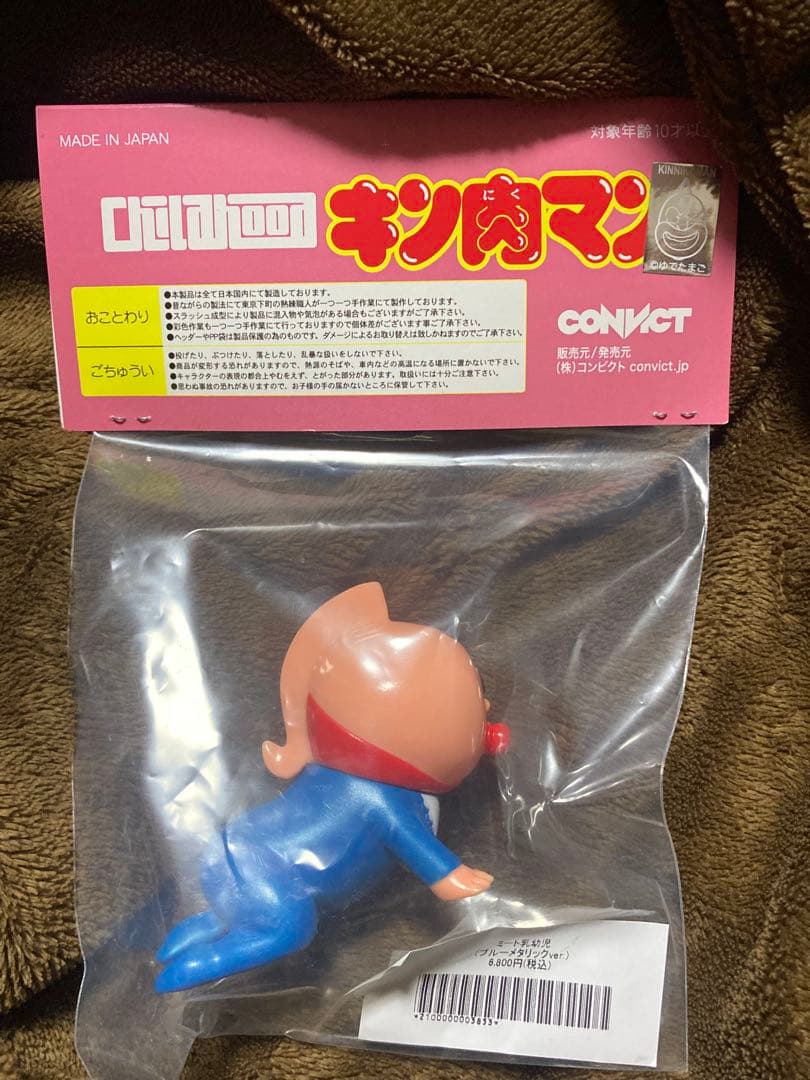 MADE IN JAPAN
対象年齢10才以
KINNIKUMAN
Childhood
キン肉マン
にく
©ゆでたまご
おことわり
●本製品は全て日本国内にて製造しております。
●昔ながらの製法にて東京下町の熟練職人が一つ一つ手作業にて製作しております。
●スラッシュ成型により製品に混入物や気泡がある場合もございますがご了承下さい。
●彩色作業も一つ一つ手作業にて行っておりますので個体差がございます事ご了承下さい。
●ヘッダーやPP袋は製品保護の為のものです。ダメージによるお取り替えは致しかねますのでご了承下さい。
ごちゅうい
●投げたり、ぶつけたり、落としたり、乱暴な扱いをしないで下さい。
●商品が変形する恐れがありますので、熱源のそばや、車内などの高温になる場所に置かないで下さい。
●キャラクターの表現の都合上やむをえず、とがった部分があります。取扱いには十分ご注意下さい。
●思わぬ事故の恐れがありますので、お子様の手の届かないところに保管して下さい。
CONVICT
販売元/発売元
(株)コンビクト convict.jp
ミート乳幼児
(ブルーメタリックver.)
6,800円(税込)
*2100000003853*